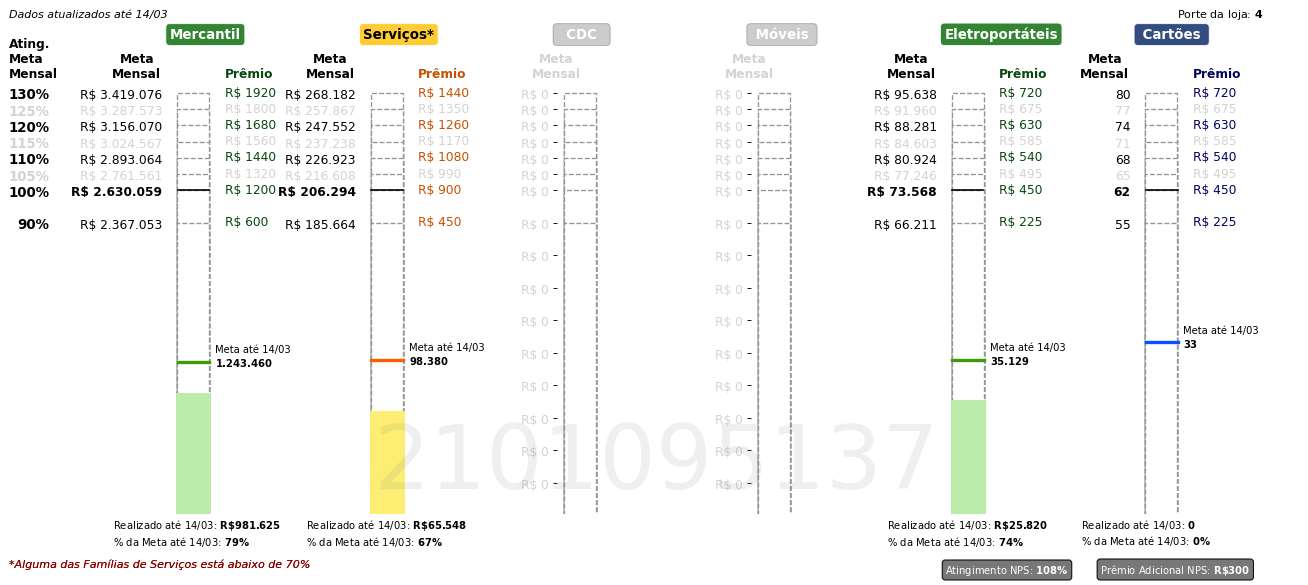 Dados atualizados até 14/03
Porte da loja: 4
Mercantil Serviços* CDC Móveis Eletroportáteis Cartões
Ating.
Meta Meta Meta Meta Meta Meta Meta
Mensal Mensal Prêmio Mensal Prêmio Mensal Mensal Mensal Prêmio Mensal Prêmio
130% R$ 3.419.076 R$ 1920 R$ 268.182 R$ 1440 R$ 0 R$ 0 R$ 95.638 R$ 720 80 R$ 720
125% R$ 3.287.573 R$ 1800 R$ 257.867 R$ 1350 R$ 0 R$ 0 R$ 91.960 R$ 675 77 R$ 675
120% R$ 3.156.070 R$ 1680 R$ 247.552 R$ 1260 R$ 0 R$ 0 R$ 88.281 R$ 630 74 R$ 630
115% R$ 3.024.567 R$ 1560 R$ 237.238 R$ 1170 R$ 0 R$ 0 R$ 84.603 R$ 585 71 R$ 585
110% R$ 2.893.064 R$ 1440 R$ 226.923 R$ 1080 R$ 0 R$ 0 R$ 80.924 R$ 540 68 R$ 540
105% R$ 2.761.561 R$ 1320 R$ 216.608 R$ 990 R$ 0 R$ 0 R$ 77.246 R$ 495 65 R$ 495
100% R$ 2.630.059 R$ 1200 R$ 206.294 R$ 900 R$ 0 R$ 0 R$ 73.568 R$ 450 62 R$ 450
90% R$ 2.367.053 R$ 600 R$ 185.664 R$ 450 R$ 0 R$ 0 R$ 66.211 R$ 225 55 R$ 225
R$ 0 R$ 0
R$ 0 R$ 0
R$ 0 R$ 0
Meta até 14/03 Meta até 14/03 R$ 0 R$ 0 Meta até 14/03 Meta até 14/03
1.243.460 98.380 35.129 33
R$ 0 R$ 0
R$ 0 R$ 0
R$ 0 R$ 0
R$ 0 R$ 0
2101095137
Realizado até 14/03: R$981.625 Realizado até 14/03: R$65.548 Realizado até 14/03: R$25.820 Realizado até 14/03: 0
% da Meta até 14/03: 79% % da Meta até 14/03: 67% % da Meta até 14/03: 74% % da Meta até 14/03: 0%
*Alguma das Famílias de Serviços está abaixo de 70%
Atingimento NPS: 108% Prêmio Adicional NPS: R$300